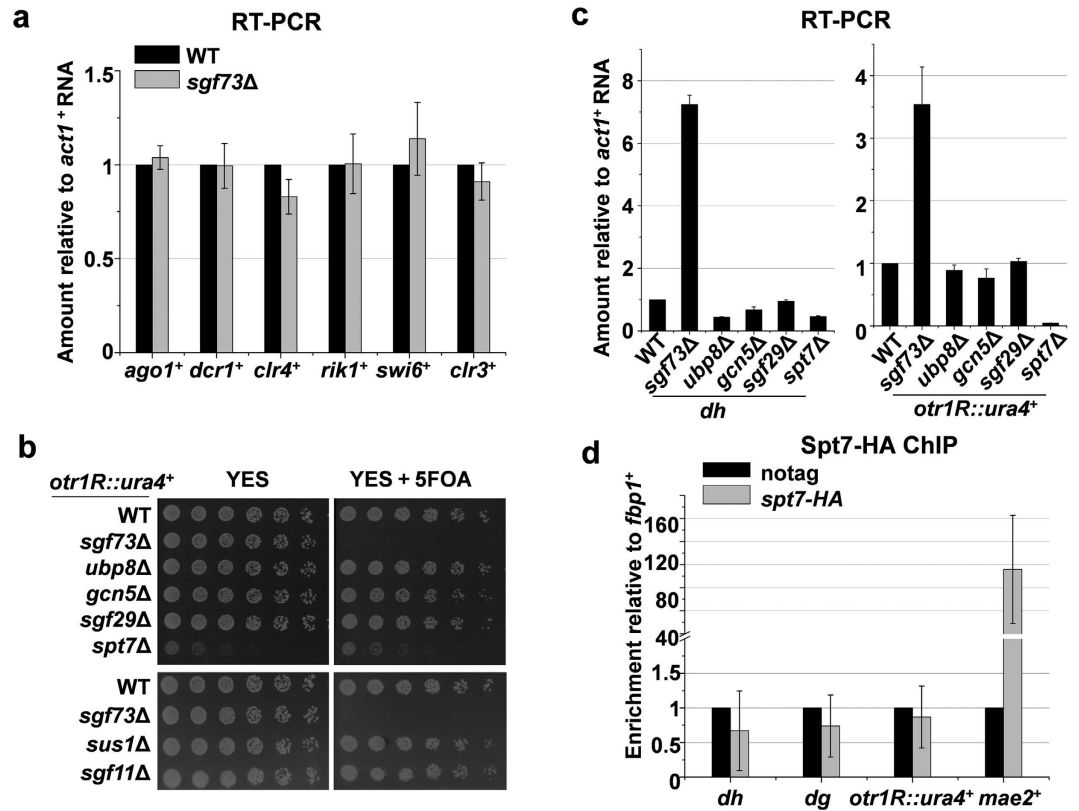 a
RT-PCR
WT
sgf73Δ
Amount relative to act1⁺ RNA
1.5
1
0.5
0
ago1⁺ dcr1⁺ clr4⁺ rik1⁺ swi6⁺ clr3⁺
b
otr1R::ura4⁺ YES YES + 5FOA
WT
sgf73Δ
ubp8Δ
gcn5Δ
sgf29Δ
spt7Δ
WT
sgf73Δ
sus1Δ
sgf11Δ
c
RT-PCR
Amount relative to act1⁺ RNA
8
6
4
2
0
WT sgf73Δ ubp8Δ gcn5Δ sgf29Δ spt7Δ
dh
4
3
2
1
0
WT sgf73Δ ubp8Δ gcn5Δ sgf29Δ spt7Δ
otr1R::ura4⁺
d
Spt7-HA ChIP
notag
spt7-HA
Enrichment relative to fbp1⁺
160
120
80
40
1
0.5
0
dh dg otr1R::ura4⁺ mae2⁺